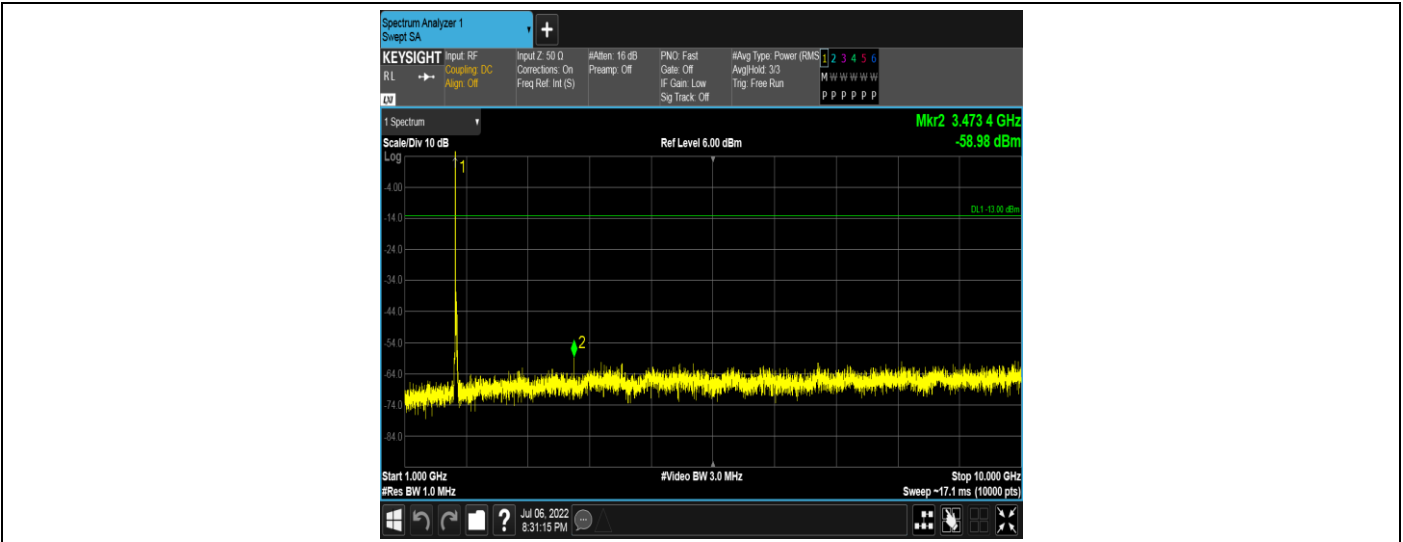 Spectrum Analyzer 1
Swept SA
+
KEYSIGHT
RL
Input: RF
Coupling: DC
Align: Off
Input Z: 50 Ω
Corrections: On
Freq Ref: Int (S)
#Atten: 16 dB
Preamp: Off
PNO: Fast
Gate: Off
IF Gain: Low
Sig Track: Off
#Avg Type: Power (RMS
Avg|Hold: 3/3
Trig: Free Run
1 2 3 4 5 6
M W W W W W
P P P P P P
1 Spectrum
Mkr2 3.473 4 GHz
-58.98 dBm
Scale/Div 10 dB
Ref Level 6.00 dBm
Log
1
-4.00
DL1 -13.00 dBm
-14.0
-24.0
-34.0
-44.0
-54.0
2
-64.0
-74.0
-84.0
Start 1.000 GHz
#Video BW 3.0 MHz
Stop 10.000 GHz
#Res BW 1.0 MHz
Sweep ~17.1 ms (10000 pts)
?
Jul 06, 2022
8:31:15 PM